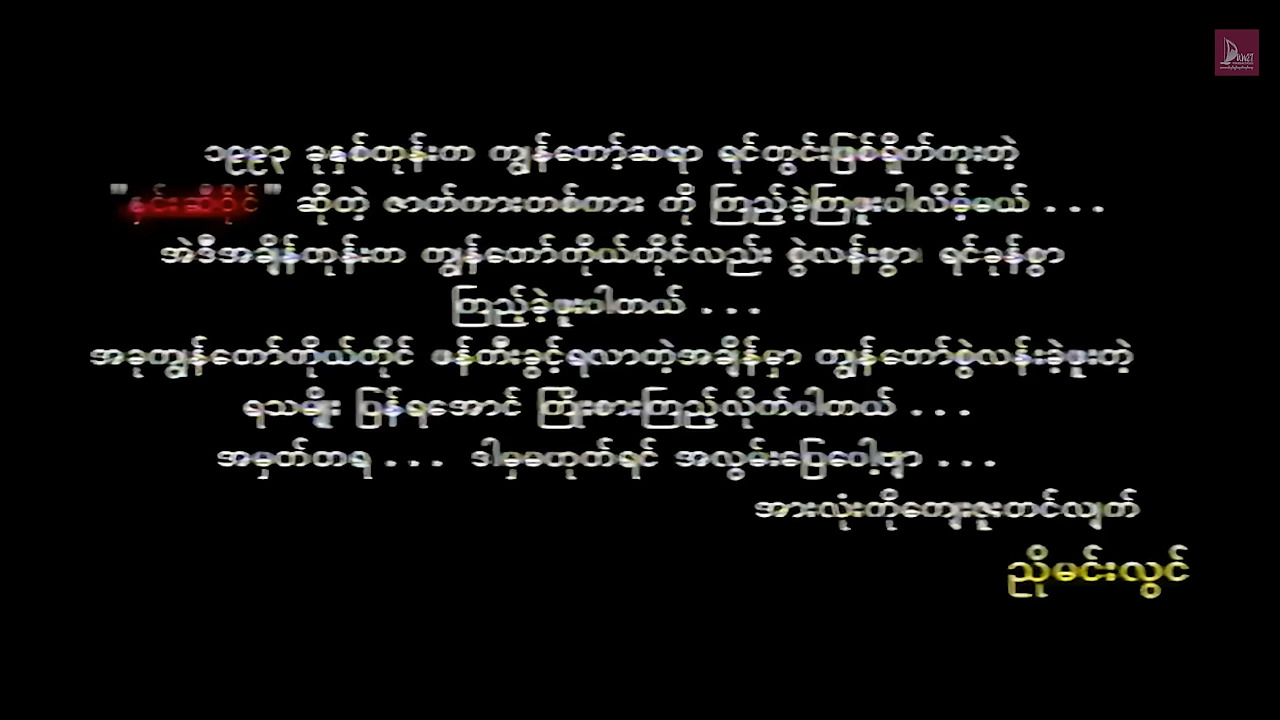 ၁၉၉၃ ခုနှစ်တုန်းက ကျွန်တော့်ဆရာ ရင်တွင်းဖြစ်ရိုက်ကူးတဲ့
"နှင်းဆီဝိုင်" ဆိုတဲ့ ဇာတ်ကားတစ်ကား ကို ကြည့်ခဲ့ကြဖူးပါလိမ့်မယ် . . .
အဲဒီအချိန်တုန်းက ကျွန်တော်ကိုယ်တိုင်လည်း စွဲလန်းစွာ၊ ရင်ခုန်စွာ
ကြည့်ခဲ့ဖူးပါတယ် . . .
အခုကျွန်တော်ကိုယ်တိုင် ဖန်တီးခွင့်ရလာတဲ့အချိန်မှာ ကျွန်တော်စွဲလန်းခဲ့ဖူးတဲ့
ရသမျိုး ပြန်ရအောင် ကြိုးစားကြည့်လိုက်ပါတယ် . . .
အမှတ်တရ . . . ဒါမှမဟုတ်ရင် အလွမ်းပြေပေါ့ဗျာ . . .
အားလုံးကိုကျေးဇူးတင်လျက်
ညိုမင်းလွင်